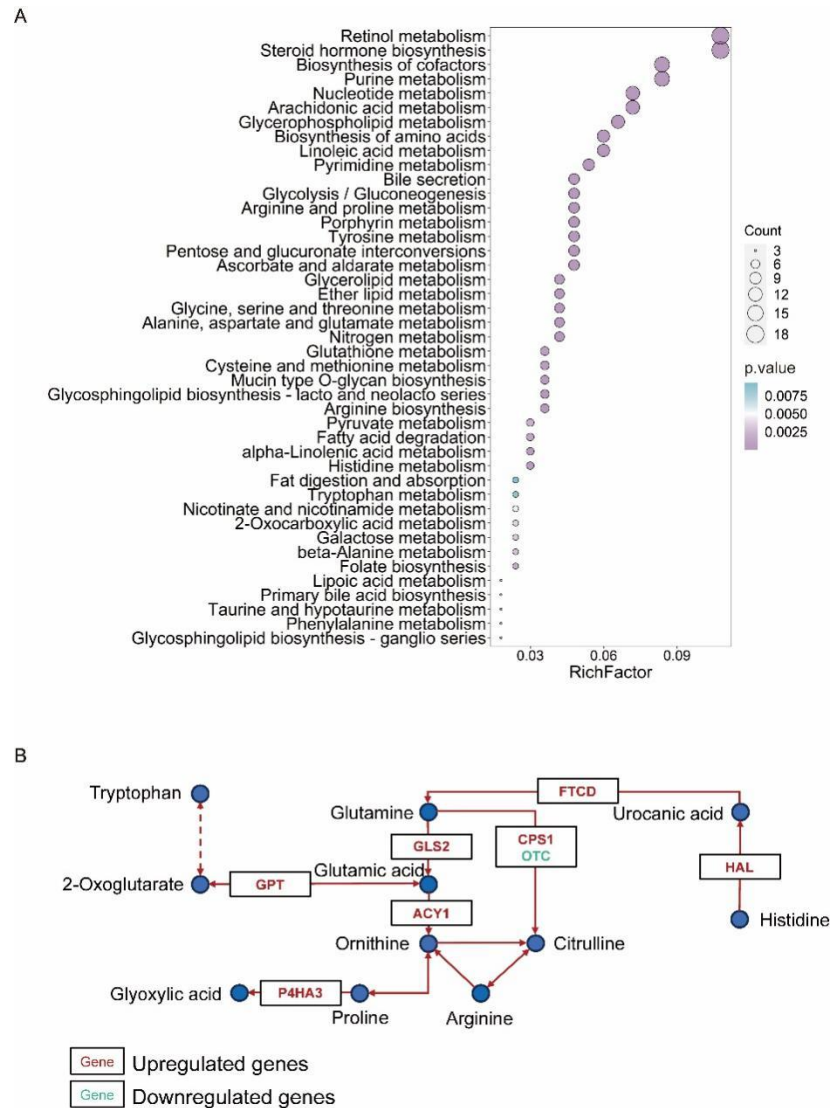 A
Retinol metabolism
Steroid hormone biosynthesis
Biosynthesis of cofactors
Purine metabolism
Nucleotide metabolism
Arachidonic acid metabolism
Glycerophospholipid metabolism
Biosynthesis of amino acids
Linoleic acid metabolism
Pyrimidine metabolism
Bile secretion
Glycolysis / Gluconeogenesis
Arginine and proline metabolism
Porphyrin metabolism
Tyrosine metabolism
Pentose and glucuronate interconversions
Ascorbate and aldarate metabolism
Glycerolipid metabolism
Ether lipid metabolism
Glycine, serine and threonine metabolism
Alanine, aspartate and glutamate metabolism
Nitrogen metabolism
Glutathione metabolism
Cysteine and methionine metabolism
Mucin type O-glycan biosynthesis
Glycosphingolipid biosynthesis - lacto and neolacto series
Arginine biosynthesis
Pyruvate metabolism
Fatty acid degradation
alpha-Linolenic acid metabolism
Histidine metabolism
Fat digestion and absorption
Tryptophan metabolism
Nicotinate and nicotinamide metabolism
2-Oxocarboxylic acid metabolism
Galactose metabolism
beta-Alanine metabolism
Folate biosynthesis
Lipoic acid metabolism
Primary bile acid biosynthesis
Taurine and hypotaurine metabolism
Phenylalanine metabolism
Glycosphingolipid biosynthesis - ganglio series
0.03 0.06 0.09
RichFactor
Count
3
6
9
12
15
18
p.value
0.0075
0.0050
0.0025
B
Tryptophan
FTCD
Glutamine
Urocanic acid
GLS2
CPS1
OTC
HAL
Glutamic acid
2-Oxoglutarate
GPT
ACY1
Histidine
Ornithine
Citrulline
Glyoxylic acid
P4HA3
Proline
Arginine
Gene Upregulated genes
Gene Downregulated genes